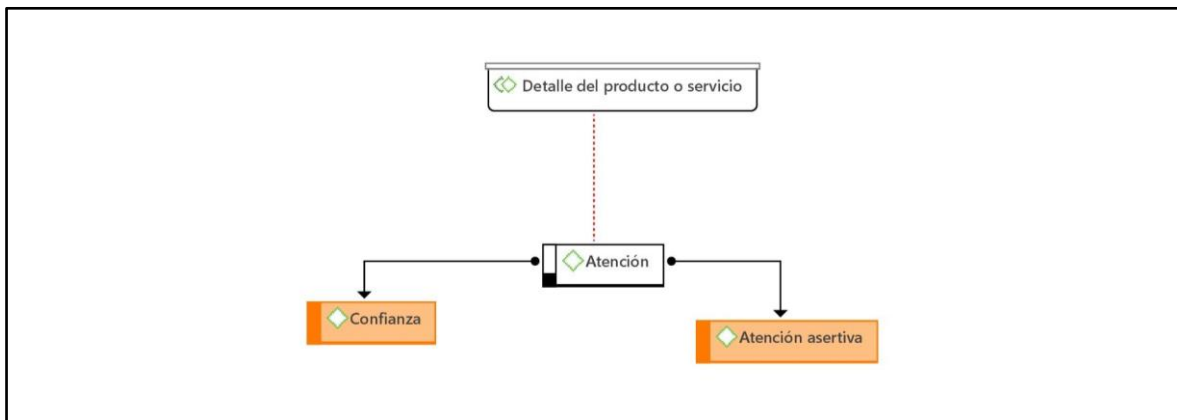 Detalle del producto o servicio
Atención
Confianza
Atención asertiva